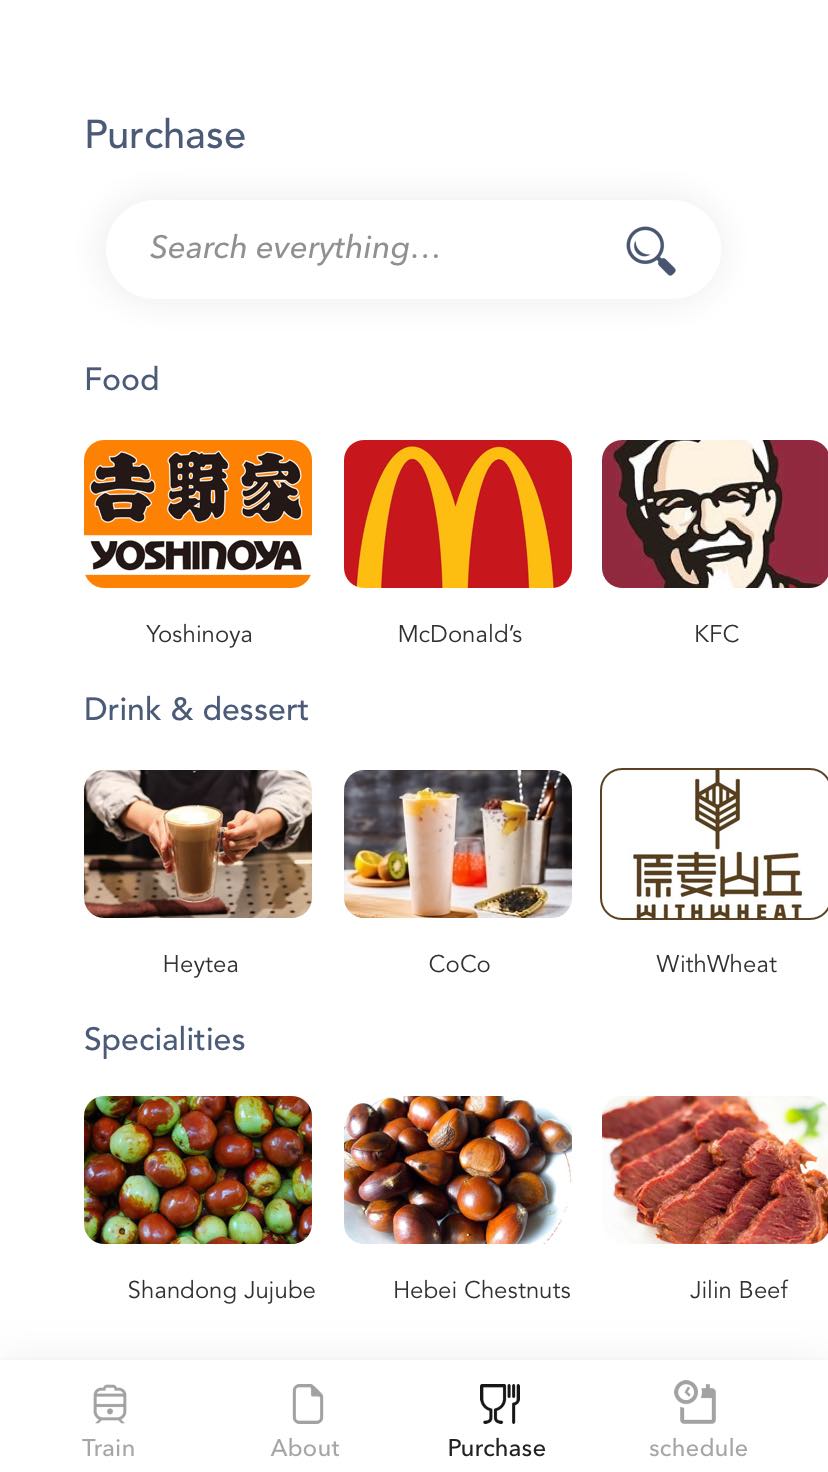 Purchase
Search everything...
Food
吉野家
YOSHINOYA
Yoshinoya
McDonald’s
KFC
Drink & dessert
原麦山丘
WITHWHEAT
Heytea
CoCo
WithWheat
Specialities
Shandong Jujube
Hebei Chestnuts
Jilin Beef
Train
About
Purchase
schedule